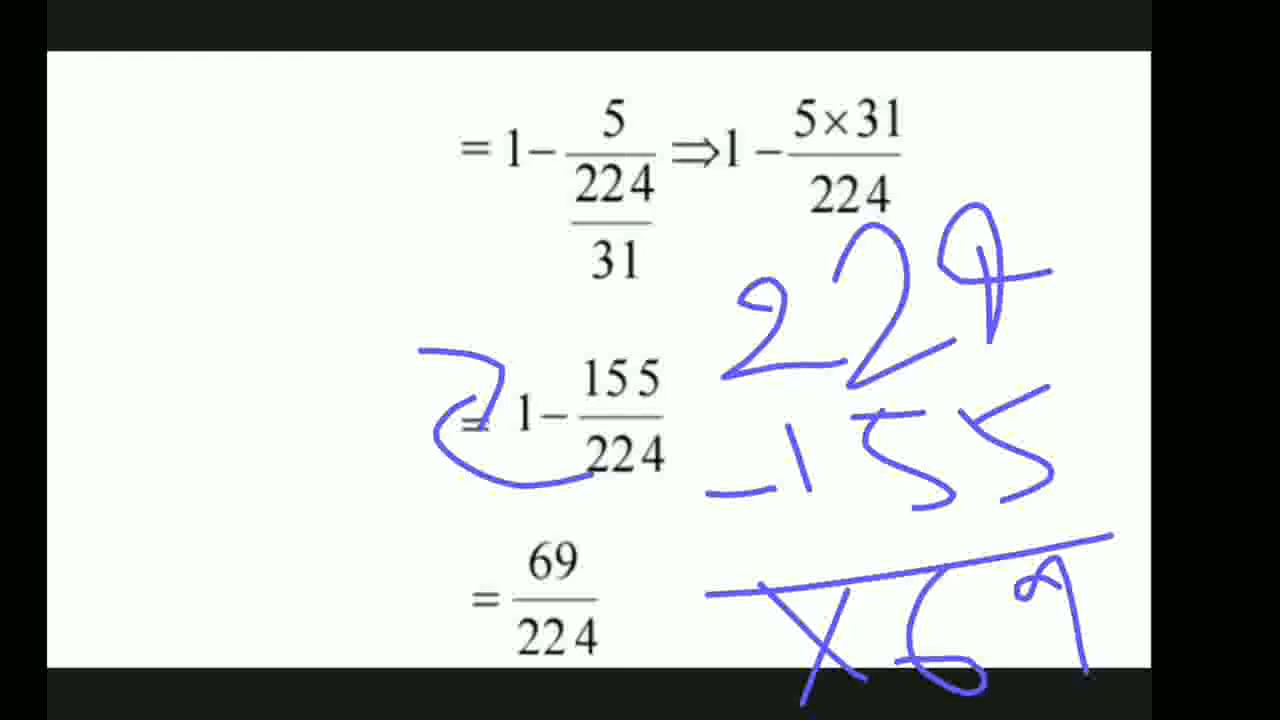 = 1 - 5 / (224 / 31) ⇒ 1 - 5×31 / 224
= 1 - 155 / 224
= 69 / 224
224
-155
×69